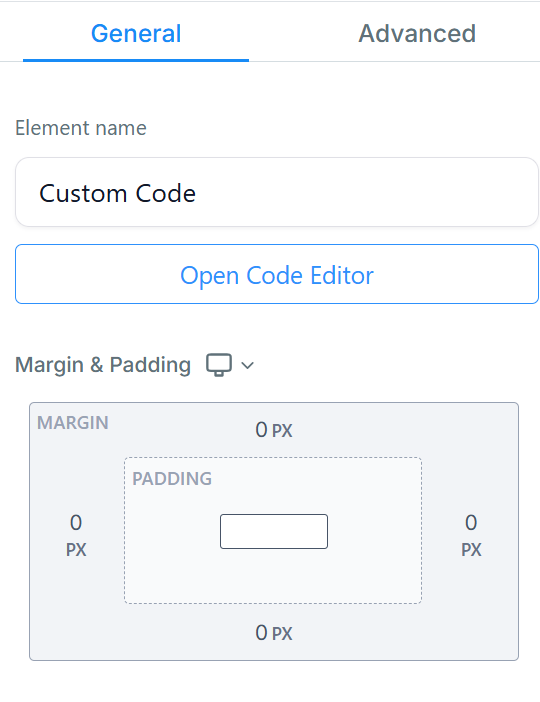 General Advanced
Element name
Custom Code
Open Code Editor
Margin & Padding
MARGIN
0 PX
PADDING
0 PX
0 PX
0 PX